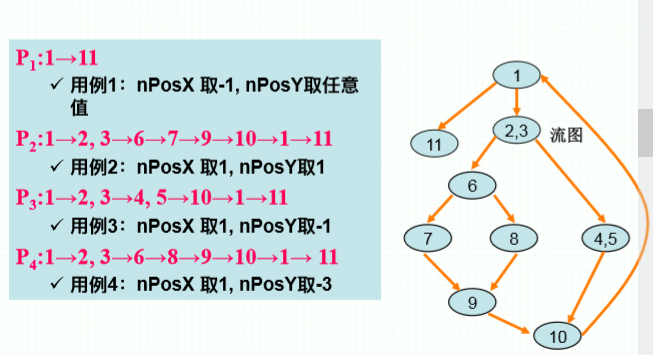 P₁:1→11
✓ 用例1：nPosX 取-1, nPosY取任意
值
P₂:1→2, 3→6→7→9→10→1→11
✓ 用例2：nPosX 取1, nPosY取1
P₃:1→2, 3→4, 5→10→1→11
✓ 用例3：nPosX 取1, nPosY取-1
P₄:1→2, 3→6→8→9→10→1→ 11
✓ 用例4：nPosX 取1, nPosY取-3
1
11
2,3
流图
6
7
8
4,5
9
10